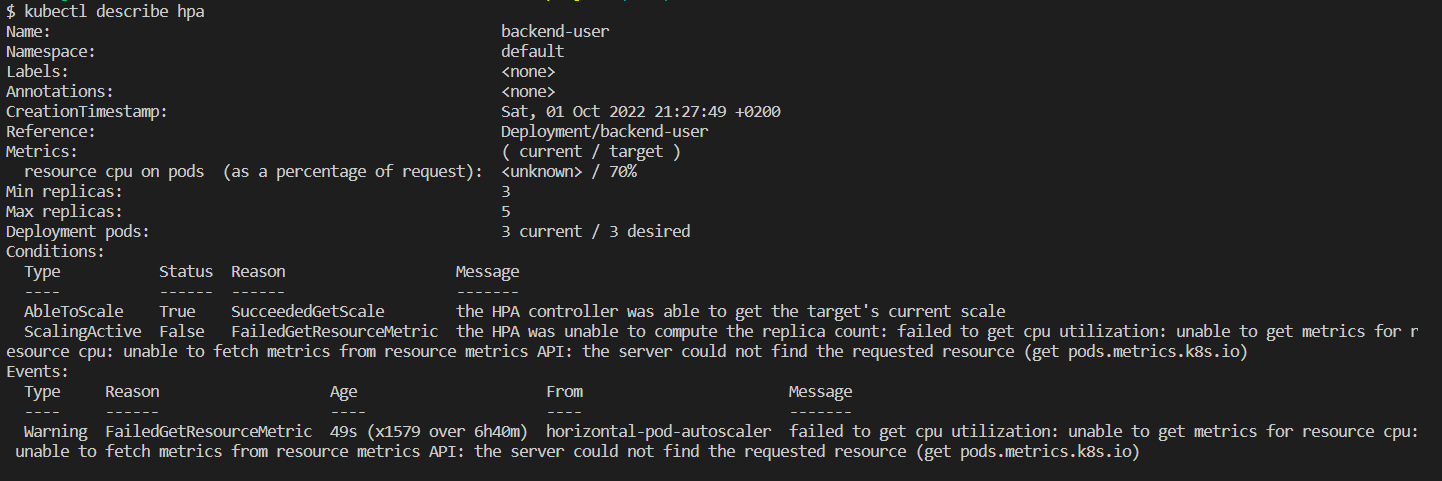 $ kubectl describe hpa
Name:                                                  backend-user
Namespace:                                             default
Labels:                                                <none>
Annotations:                                           <none>
CreationTimestamp:                                     Sat, 01 Oct 2022 21:27:49 +0200
Reference:                                             Deployment/backend-user
Metrics:                                               ( current / target )
  resource cpu on pods  (as a percentage of request):  <unknown> / 70%
Min replicas:                                          3
Max replicas:                                          5
Deployment pods:                                       3 current / 3 desired
Conditions:
  Type           Status  Reason                   Message
  ----           ------  ------                   -------
  AbleToScale    True    SucceededGetScale        the HPA controller was able to get the target's current scale
  ScalingActive  False   FailedGetResourceMetric  the HPA was unable to compute the replica count: failed to get cpu utilization: unable to get metrics for r
esource cpu: unable to fetch metrics from resource metrics API: the server could not find the requested resource (get pods.metrics.k8s.io)
Events:
  Type     Reason                   Age                     From                       Message
  ----     ------                   ----                    ----                       -------
  Warning  FailedGetResourceMetric  49s (x1579 over 6h40m)  horizontal-pod-autoscaler  failed to get cpu utilization: unable to get metrics for resource cpu:
 unable to fetch metrics from resource metrics API: the server could not find the requested resource (get pods.metrics.k8s.io)